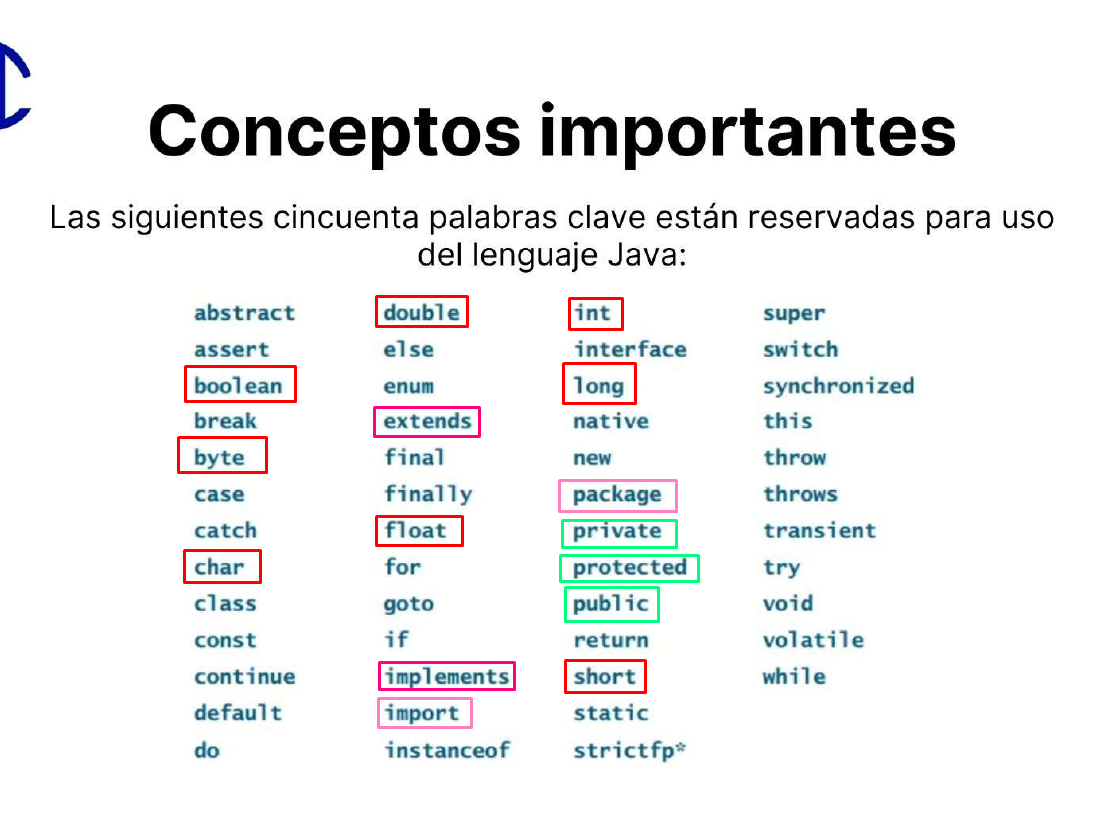 Conceptos importantes
Las siguientes cincuenta palabras clave están reservadas para uso
del lenguaje Java:
abstract double int super
assert else interface switch
boolean enum long synchronized
break extends native this
byte final new throw
case finally package throws
catch float private transient
char for protected try
class goto public void
const if return volatile
continue implements short while
default import static
do instanceof strictfp*